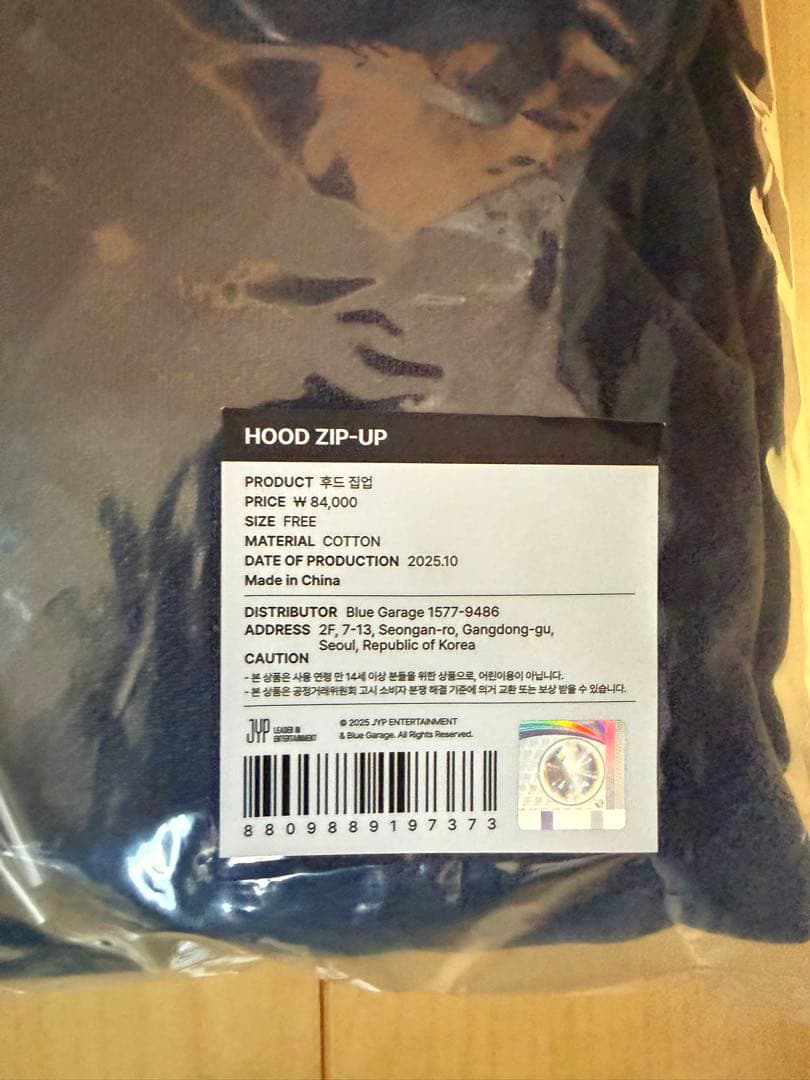 HOOD ZIP-UP
PRODUCT 후드 집업
PRICE ₩ 84,000
SIZE FREE
MATERIAL COTTON
DATE OF PRODUCTION 2025.10
Made in China
DISTRIBUTOR Blue Garage 1577-9486
ADDRESS 2F, 7-13, Seongan-ro, Gangdong-gu,
Seoul, Republic of Korea
CAUTION
- 본 상품은 사용 연령 만 14세 이상 분들을 위한 상품으로, 어린이용이 아닙니다.
- 본 상품은 공정거래위원회 고시 소비자 분쟁 해결 기준에 의거 교환 또는 보상 받을 수 있습니다.
JYP LEADER IN
ENTERTAINMENT
© 2025 JYP ENTERTAINMENT
& Blue Garage. All Rights Reserved.
8809889197373